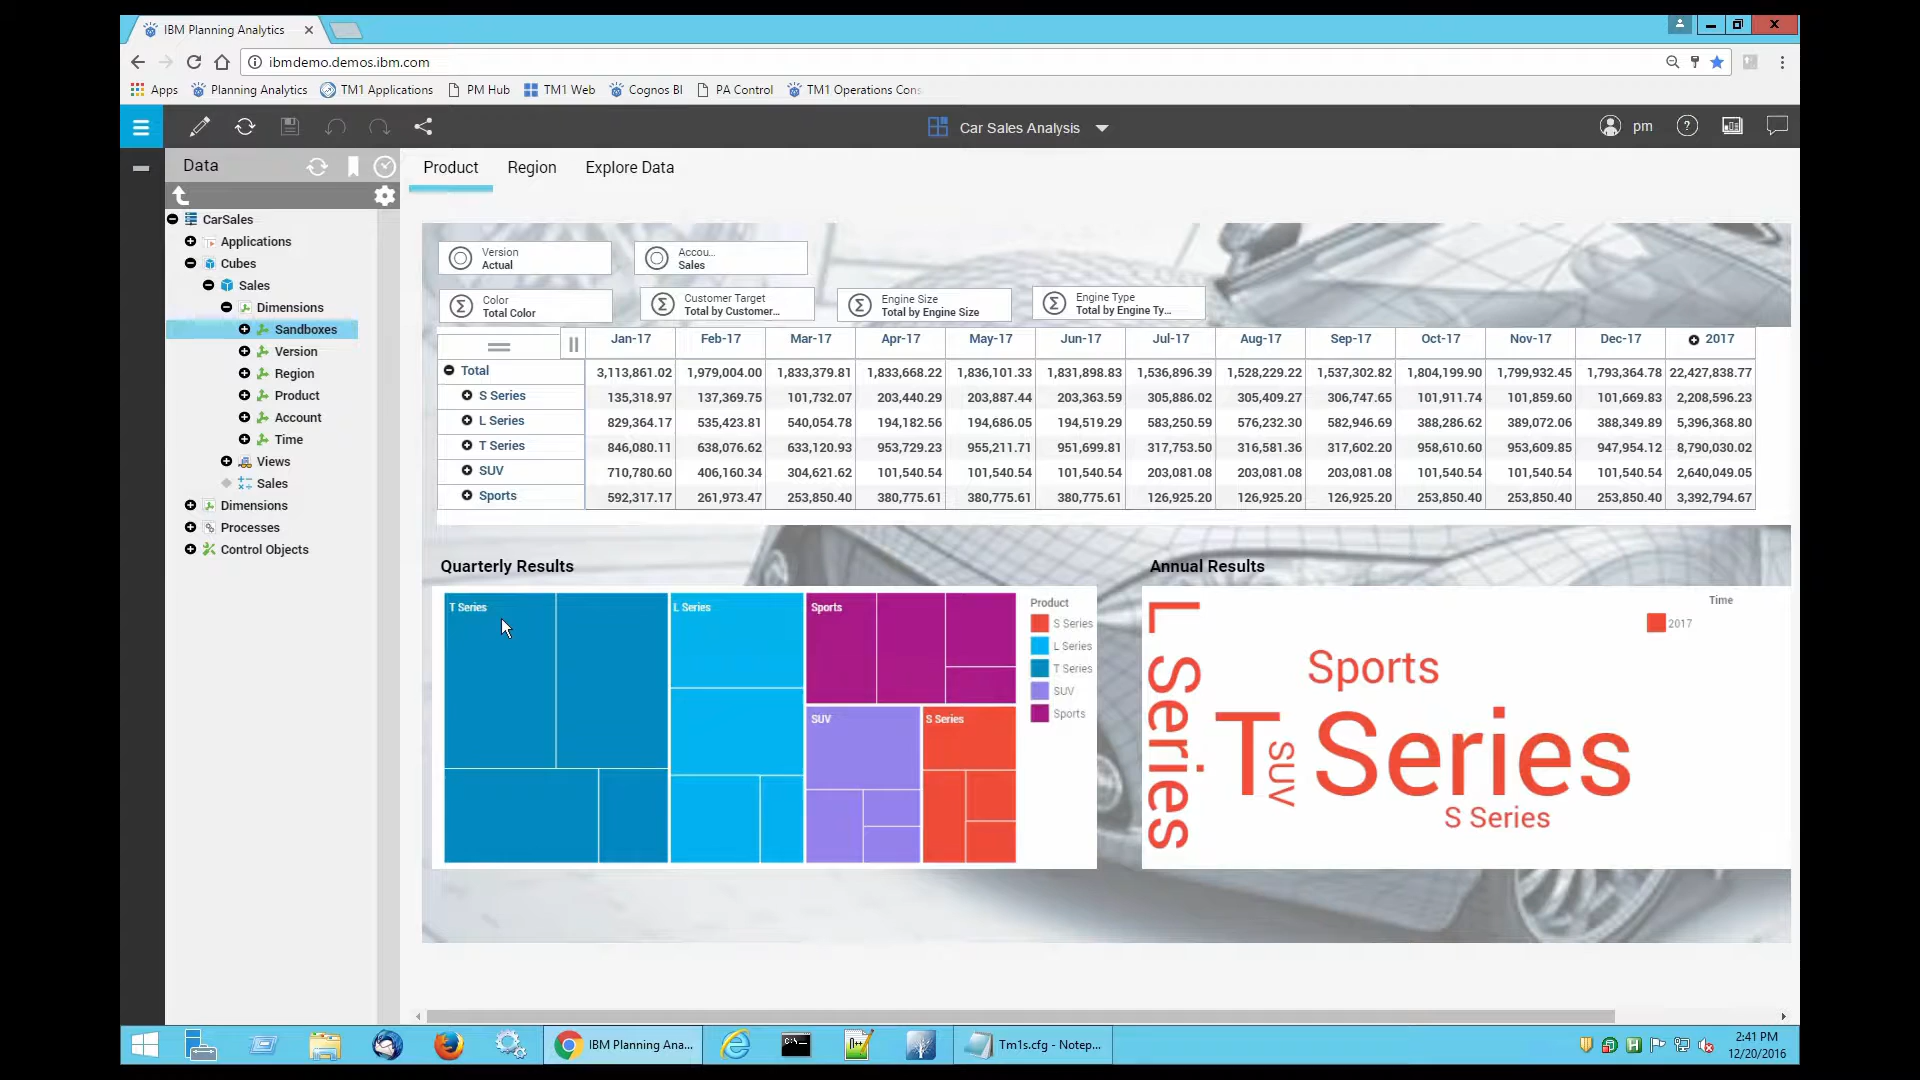 IBM Planning Analytics
ibmdemo.demos.ibm.com
Apps Planning Analytics TM1 Applications PM Hub TM1 Web Cognos BI PA Control TM1 Operations Cons
Car Sales Analysis
pm
Data
Product Region Explore Data
CarSales
Applications
Cubes
Sales
Dimensions
Sandboxes
Version
Region
Product
Account
Time
Views
Sales
Dimensions
Processes
Control Objects
Version
Actual
Accou...
Sales
Color
Total Color
Customer Target
Total by Customer...
Engine Size
Total by Engine Size
Engine Type
Total by Engine Ty...
Jan-17 Feb-17 Mar-17 Apr-17 May-17 Jun-17 Jul-17 Aug-17 Sep-17 Oct-17 Nov-17 Dec-17 2017
Total 3,113,861.02 1,979,004.00 1,833,379.81 1,833,668.22 1,836,101.33 1,831,898.83 1,536,896.39 1,528,229.22 1,537,302.82 1,804,199.90 1,799,932.45 1,793,364.78 22,427,838.77
S Series 135,318.97 137,369.75 101,732.07 203,440.29 203,887.44 203,363.59 305,886.02 305,409.27 306,747.65 101,911.74 101,859.60 101,669.83 2,208,596.23
L Series 829,364.17 535,423.81 540,054.78 194,182.56 194,686.05 194,519.29 583,250.59 576,232.30 582,946.69 388,286.62 389,072.06 388,349.89 5,396,368.80
T Series 846,080.11 638,076.62 633,120.93 953,729.23 955,211.71 951,699.81 317,753.50 316,581.36 317,602.20 958,610.60 953,609.85 947,954.12 8,790,030.02
SUV 710,780.60 406,160.34 304,621.62 101,540.54 101,540.54 101,540.54 203,081.08 203,081.08 203,081.08 101,540.54 101,540.54 101,540.54 2,640,049.05
Sports 592,317.17 261,973.47 253,850.40 380,775.61 380,775.61 380,775.61 126,925.20 126,925.20 126,925.20 253,850.40 253,850.40 253,850.40 3,392,794.67
Quarterly Results
T Series
L Series
Sports
SUV
S Series
Product
S Series
L Series
T Series
SUV
Sports
Annual Results
Time
2017
L Series
Sports
T Series
SUV
S Series
IBM Planning Ana...
Tm1s.cfg - Notep...
2:41 PM
12/20/2016